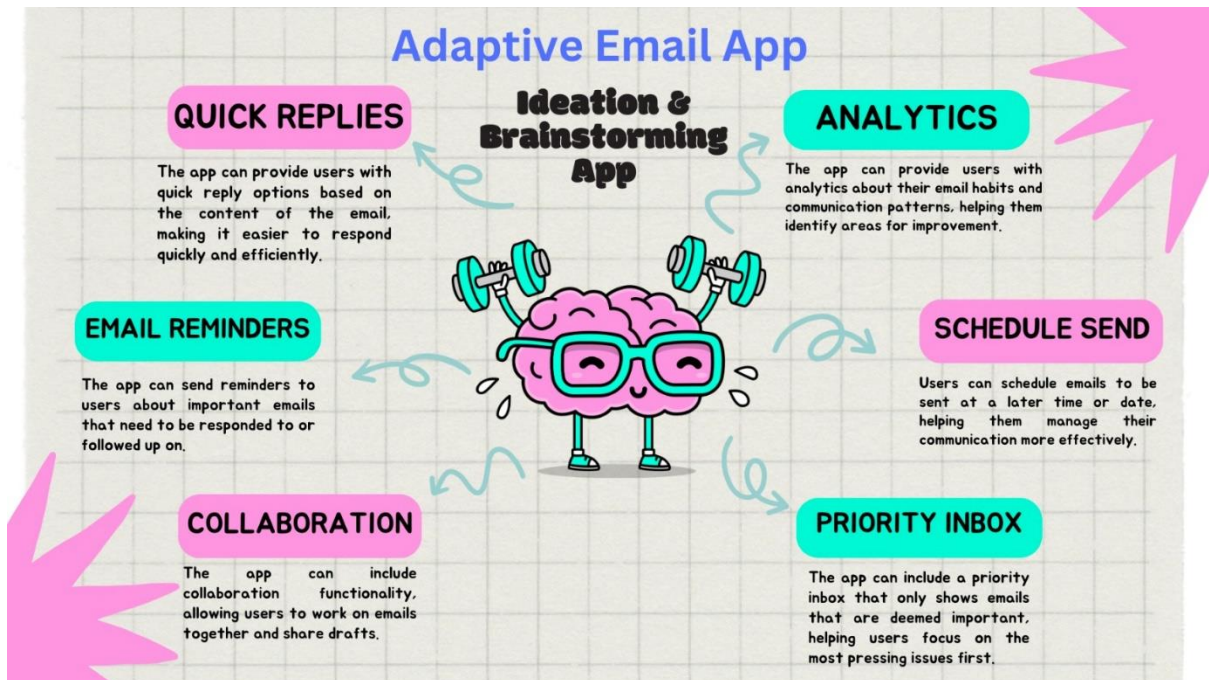 Adaptive Email App
Ideation &
Brainstorming
App
QUICK REPLIES
The app can provide users with
quick reply options based on
the content of the email,
making it easier to respond
quickly and efficiently.
EMAIL REMINDERS
The app can send reminders to
users about important emails
that need to be responded to or
followed up on.
COLLABORATION
The app can include
collaboration functionality,
allowing users to work on emails
together and share drafts.
ANALYTICS
The app can provide users with
analytics about their email habits and
communication patterns, helping them
identify areas for improvement.
SCHEDULE SEND
Users can schedule emails to be
sent at a later time or date,
helping them manage their
communication more effectively.
PRIORITY INBOX
The app can include a priority
inbox that only shows emails
that are deemed important,
helping users focus on the
most pressing issues first.